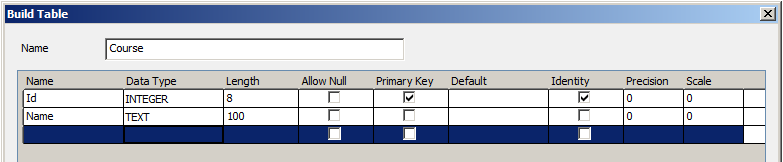 Build Table
Name Course
Name Data Type Length Allow Null Primary Key Default Identity Precision Scale
Id INTEGER 8 0 0
Name TEXT 100 0 0